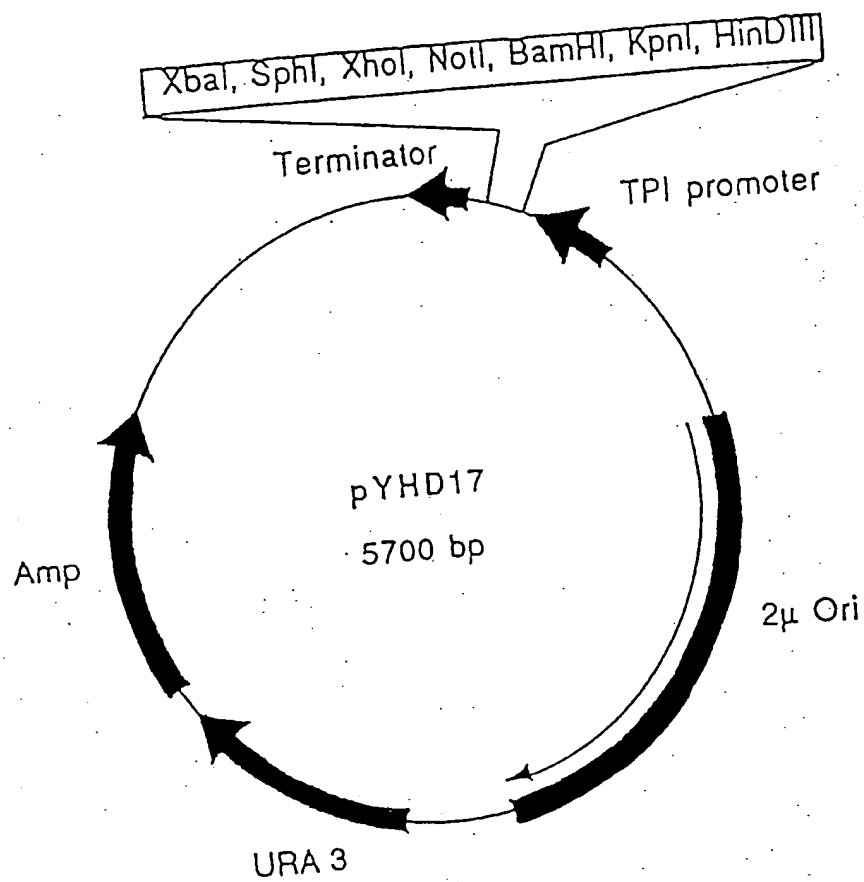 XbaI, SphI, XhoI, NotI, BamHI, KpnI, HinDIII
Terminator
TPI promoter
pYHD17
5700 bp
Amp
2μ Ori
URA 3